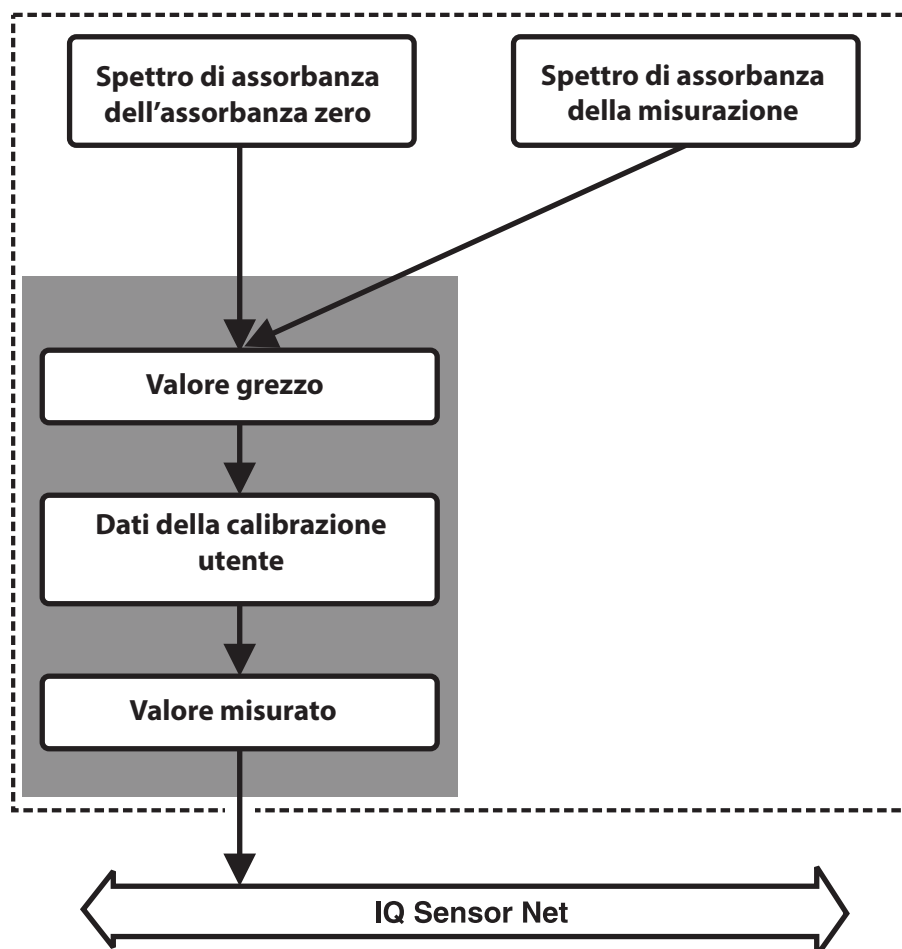 Spettro di assorbanza
dell’assorbanza zero
Spettro di assorbanza
della misurazione
Valore grezzo
Dati della calibrazione
utente
Valore misurato
IQ Sensor Net